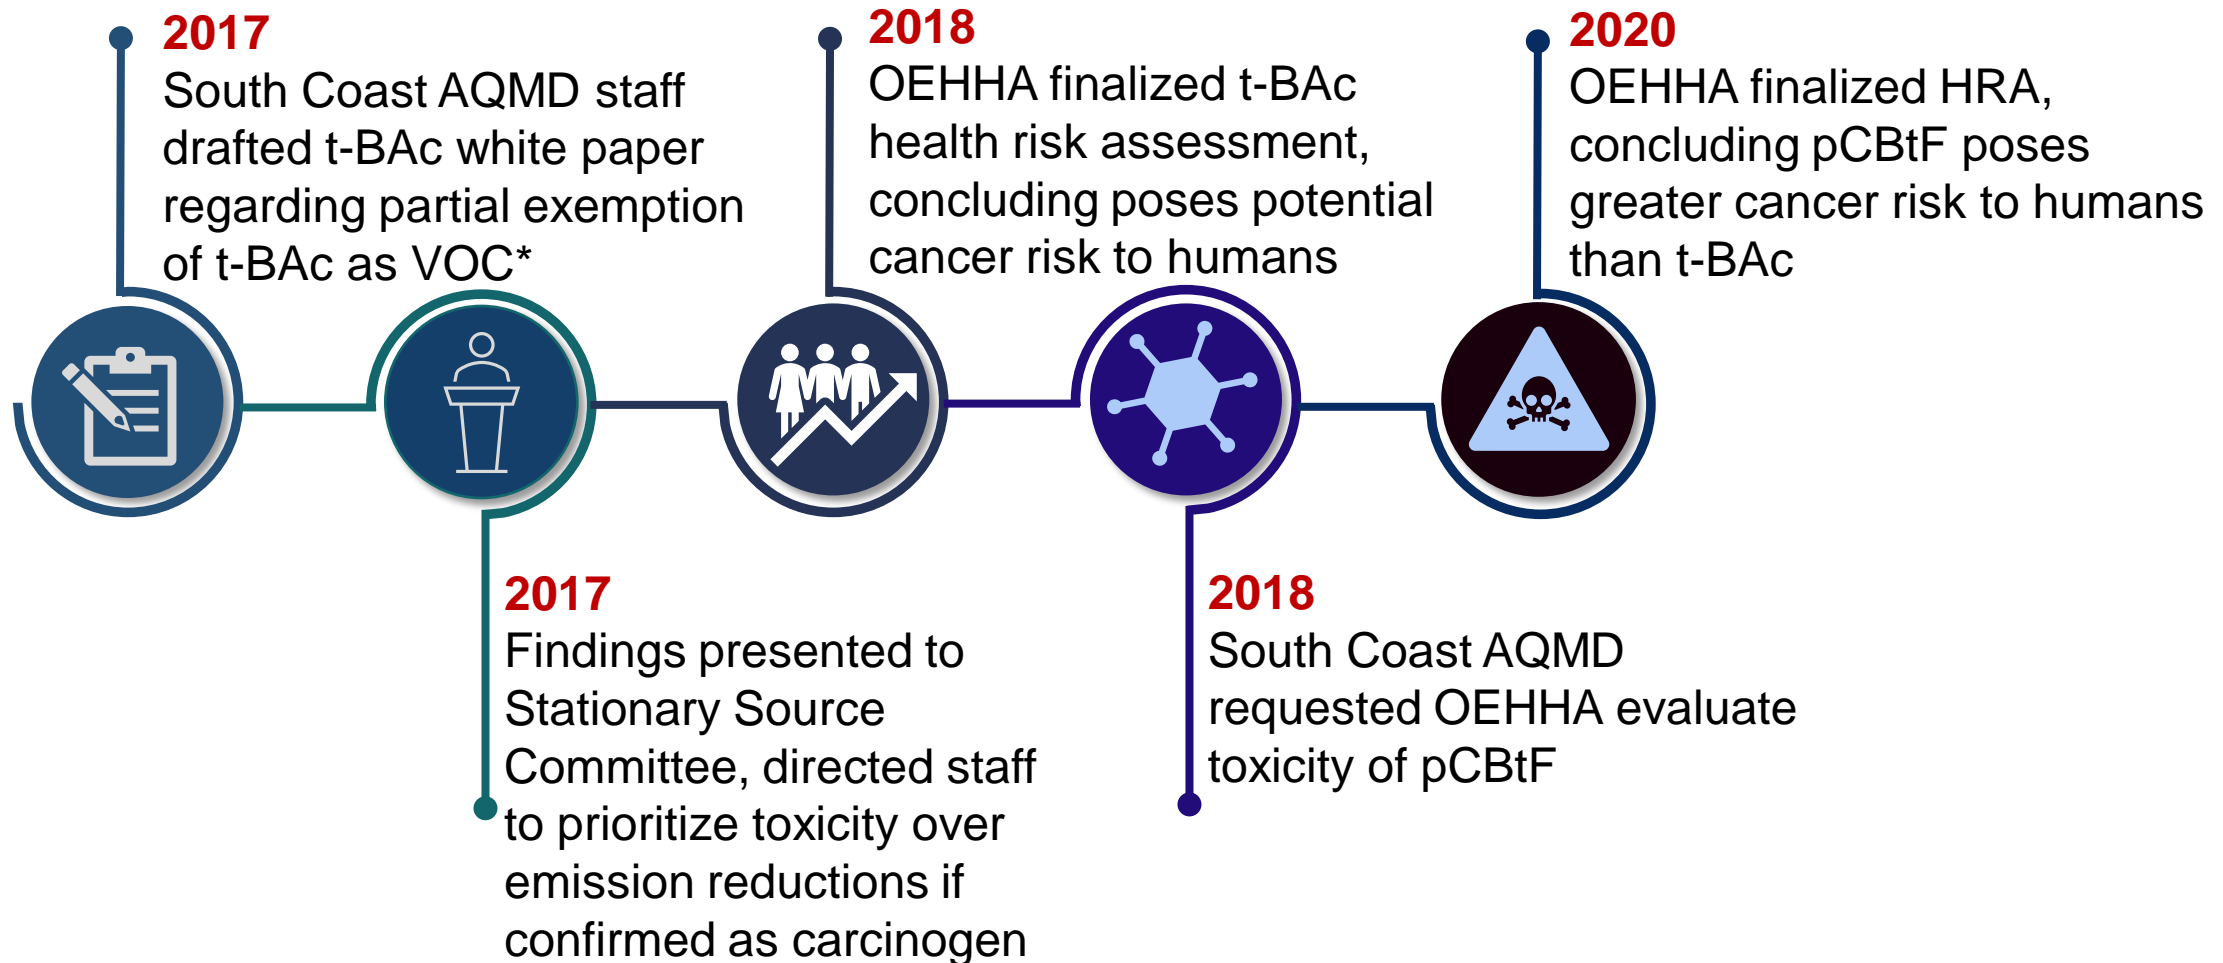 2017
South Coast AQMD staff
drafted t-BAc white paper
regarding partial exemption
of t-BAc as VOC*
2017
Findings presented to
Stationary Source
Committee, directed staff
to prioritize toxicity over
emission reductions if
confirmed as carcinogen
2018
OEHHA finalized t-BAc
health risk assessment,
concluding poses potential
cancer risk to humans
2018
South Coast AQMD
requested OEHHA evaluate
toxicity of pCBtF
2020
OEHHA finalized HRA,
concluding pCBtF poses
greater cancer risk to humans
than t-BAc